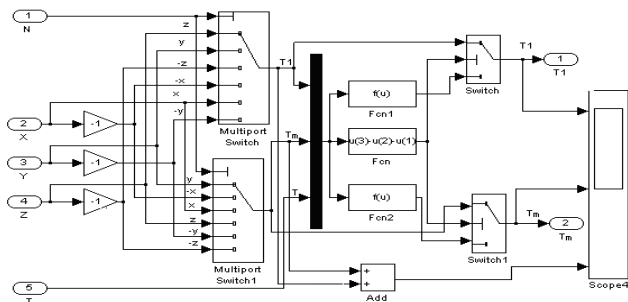 1
N
2
X
3
Y
4
Z
5
T
-1
-1
-1
z
y
-z
-x
x
-y
Multiport
Switch
y
-x
x
z
-y
-z
Multiport
Switch1
T1
Tm
T
f(u)
Fcn1
u(3)-u(2)-u(1)
Fcn
f(u)
Fcn2
+
+
Add
Switch
Switch1
T1
1
T1
Tm
2
Tm
Scope4